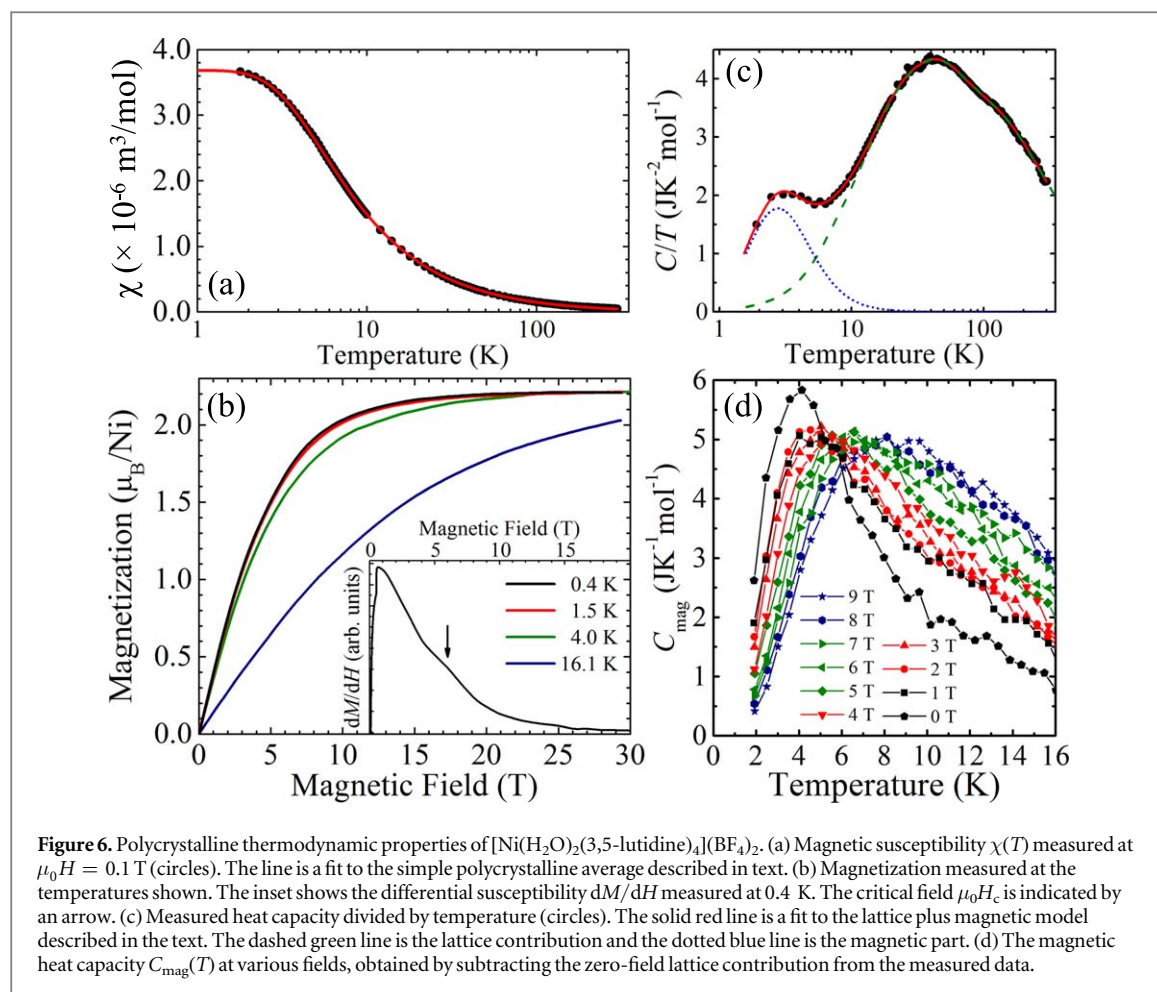 4.0
3.0
2.0
1.0
0.0
χ (× 10⁻⁶ m³/mol)
(a)
1 10 100
Temperature (K)
(c)
4
3
2
1
0
C/T (JK⁻²mol⁻¹)
1 10 100
Temperature (K)
(b)
2.0
1.5
1.0
0.5
0.0
Magnetization (μB/Ni)
Magnetic Field (T)
0 5 10 15
dM/dH (arb. units)
0.4 K
1.5 K
4.0 K
16.1 K
0 5 10 15 20 25 30
Magnetic Field (T)
(d)
6
5
4
3
2
1
0
Cmag (JK⁻¹mol⁻¹)
9 T
8 T
7 T
6 T
5 T
4 T
3 T
2 T
1 T
0 T
0 2 4 6 8 10 12 14 16
Temperature (K)
Figure 6. Polycrystalline thermodynamic properties of [Ni(H₂O)₂(3,5-lutidine)₄](BF₄)₂. (a) Magnetic susceptibility χ(T) measured at
μ₀H = 0.1 T (circles). The line is a fit to the simple polycrystalline average described in text. (b) Magnetization measured at the
temperatures shown. The inset shows the differential susceptibility dM/dH measured at 0.4 K. The critical field μ₀Hc is indicated by
an arrow. (c) Measured heat capacity divided by temperature (circles). The solid red line is a fit to the lattice plus magnetic model
described in the text. The dashed green line is the lattice contribution and the dotted blue line is the magnetic part. (d) The magnetic
heat capacity Cmag(T) at various fields, obtained by subtracting the zero-field lattice contribution from the measured data.